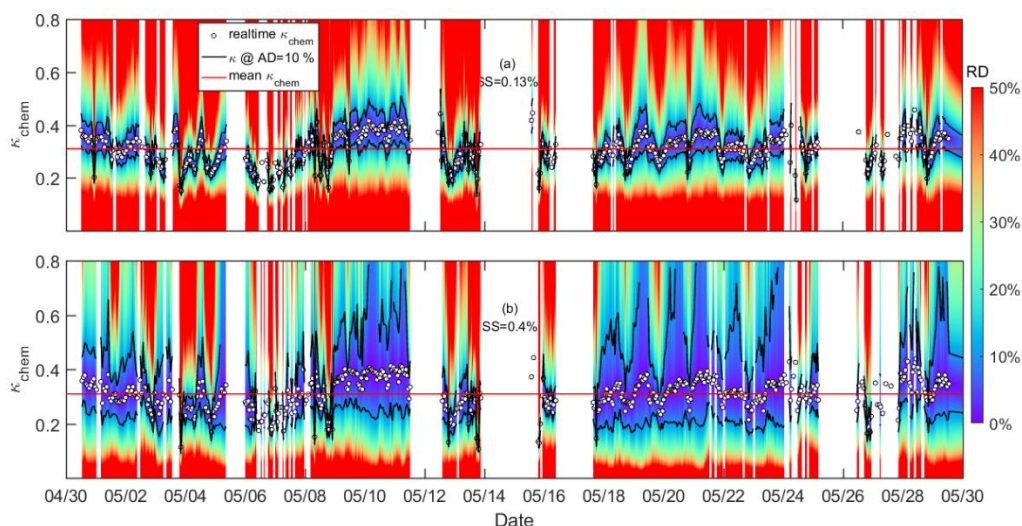 0.8
0.6
0.4
0.2
κchem
realtime κchem
κ @ AD=10 %
mean κchem
(a)
SS=0.13%
RD
50%
40%
30%
20%
10%
0%
0.8
0.6
0.4
0.2
κchem
(b)
SS=0.4%
04/30 05/02 05/04 05/06 05/08 05/10 05/12 05/14 05/16 05/18 05/20 05/22 05/24 05/26 05/28 05/30
Date